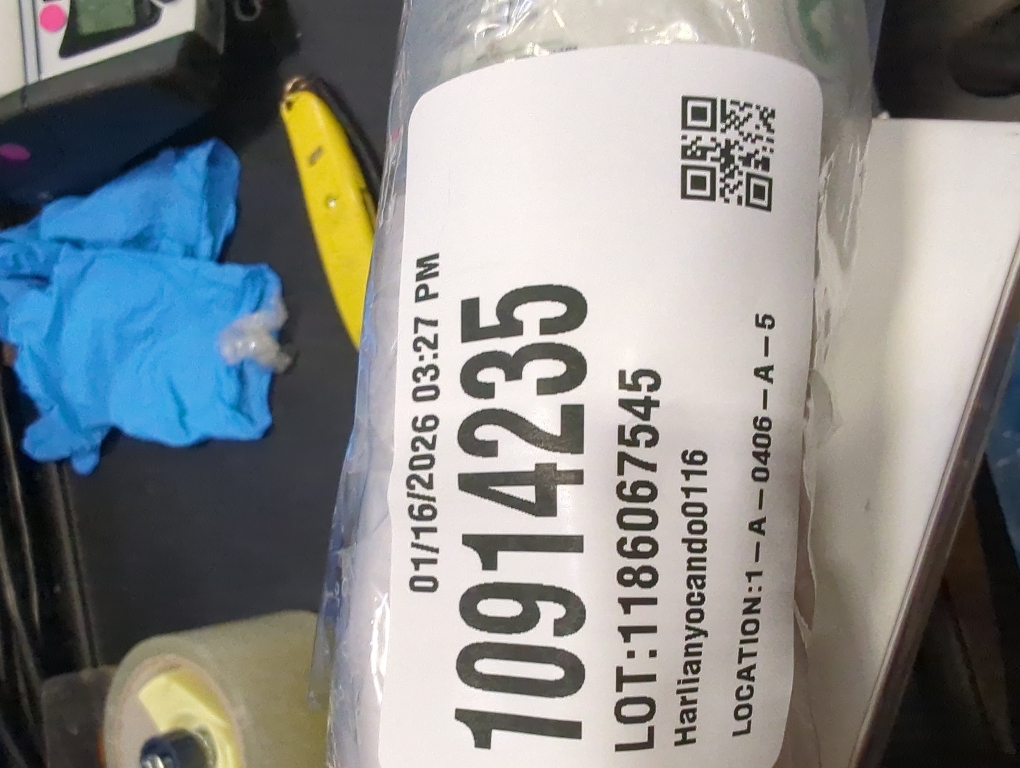 01/16/2026 03:27 PM
10914235
LOT:1186067545
Harlianyocando0116
LOCATION:1-A-0406-A-5